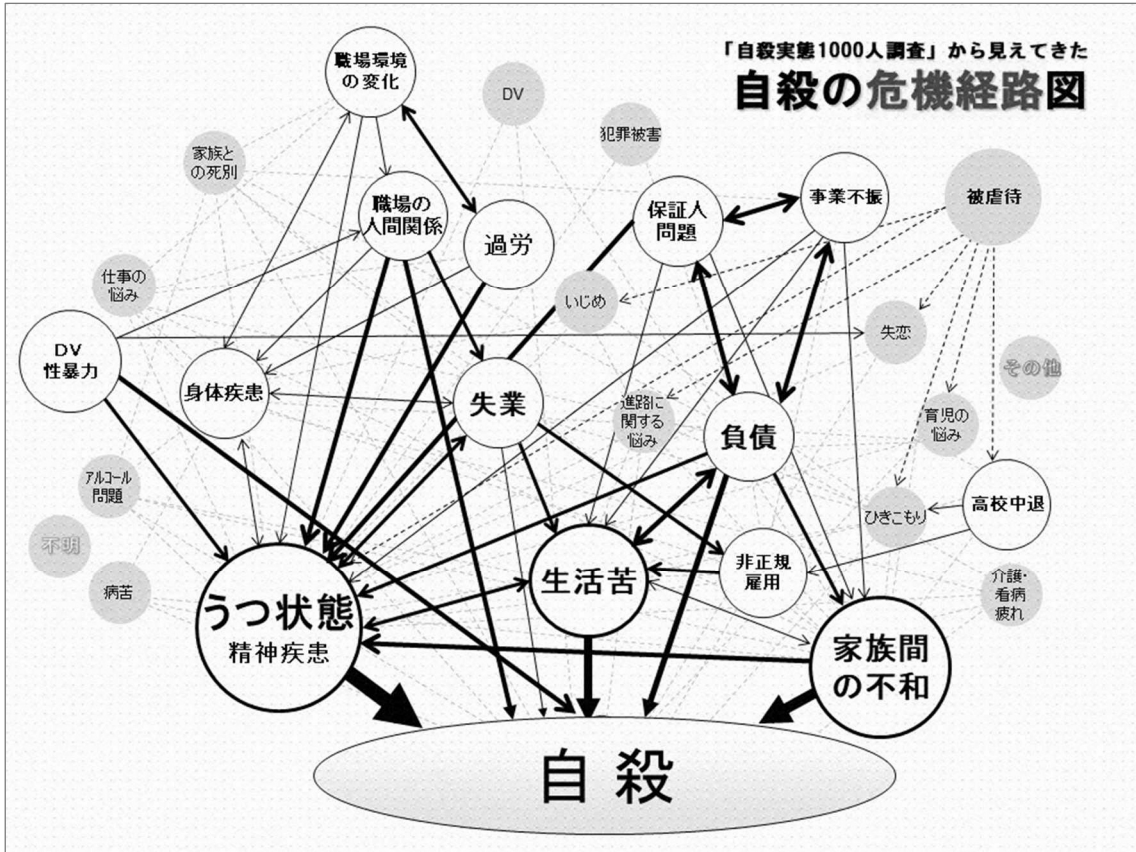 「自殺実態1000人調査」から見えてきた
自殺の危機経路図
職場環境
の変化
DV
犯罪被害
家族と
の死別
職場の
人間関係
過労
保証人
問題
事業不振
被虐待
仕事の
悩み
いじめ
失恋
DV
性暴力
その他
身体疾患
失業
進路に
関する
悩み
負債
育児の
悩み
アルコール
問題
ひきこもり
高校中退
不明
病苦
うつ状態
精神疾患
生活苦
非正規
雇用
介護・
看病
疲れ
家族間
の不和
自殺